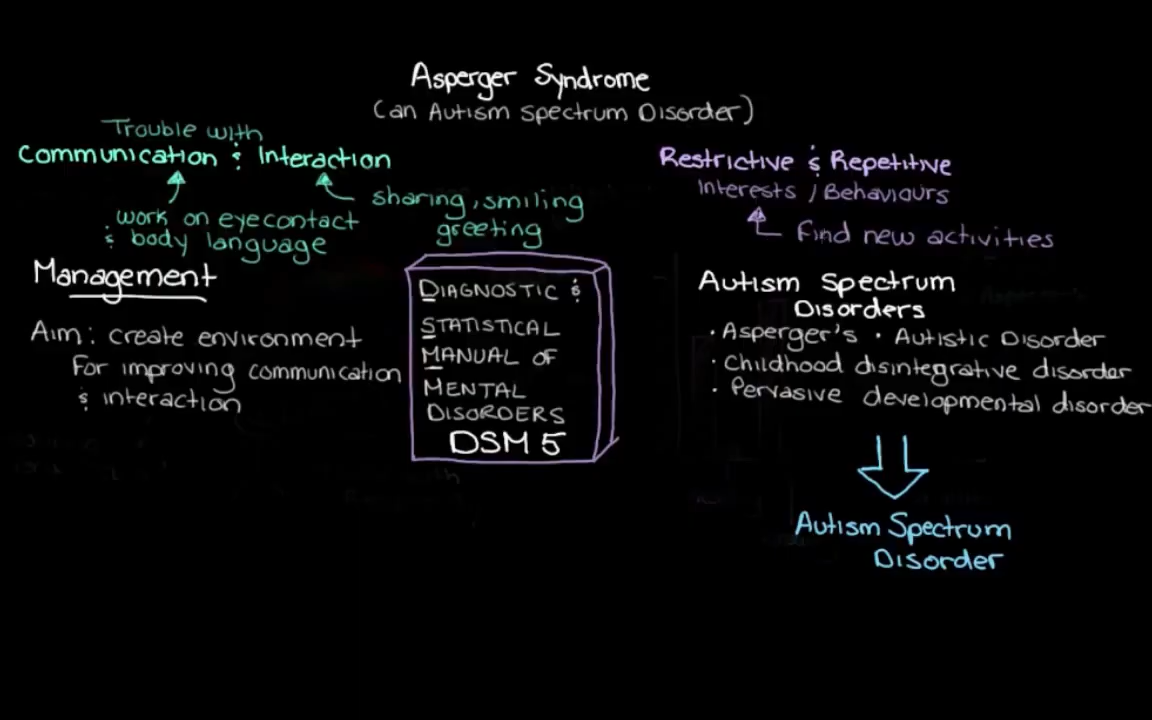 Asperger Syndrome
(an Autism Spectrum Disorder)
Trouble with
Communication & Interaction
work on eyecontact
& body language
sharing, smiling
greeting
Restrictive & Repetitive
Interests / Behaviours
find new activities
Management
Aim: create environment
For improving communication
& interaction
DIAGNOSTIC &
STATISTICAL
MANUAL OF
MENTAL
DISORDERS
DSM 5
Autism Spectrum
Disorders
· Asperger's · Autistic Disorder
· Childhood disintegrative disorder
· Pervasive developmental disorder
Autism Spectrum
Disorder